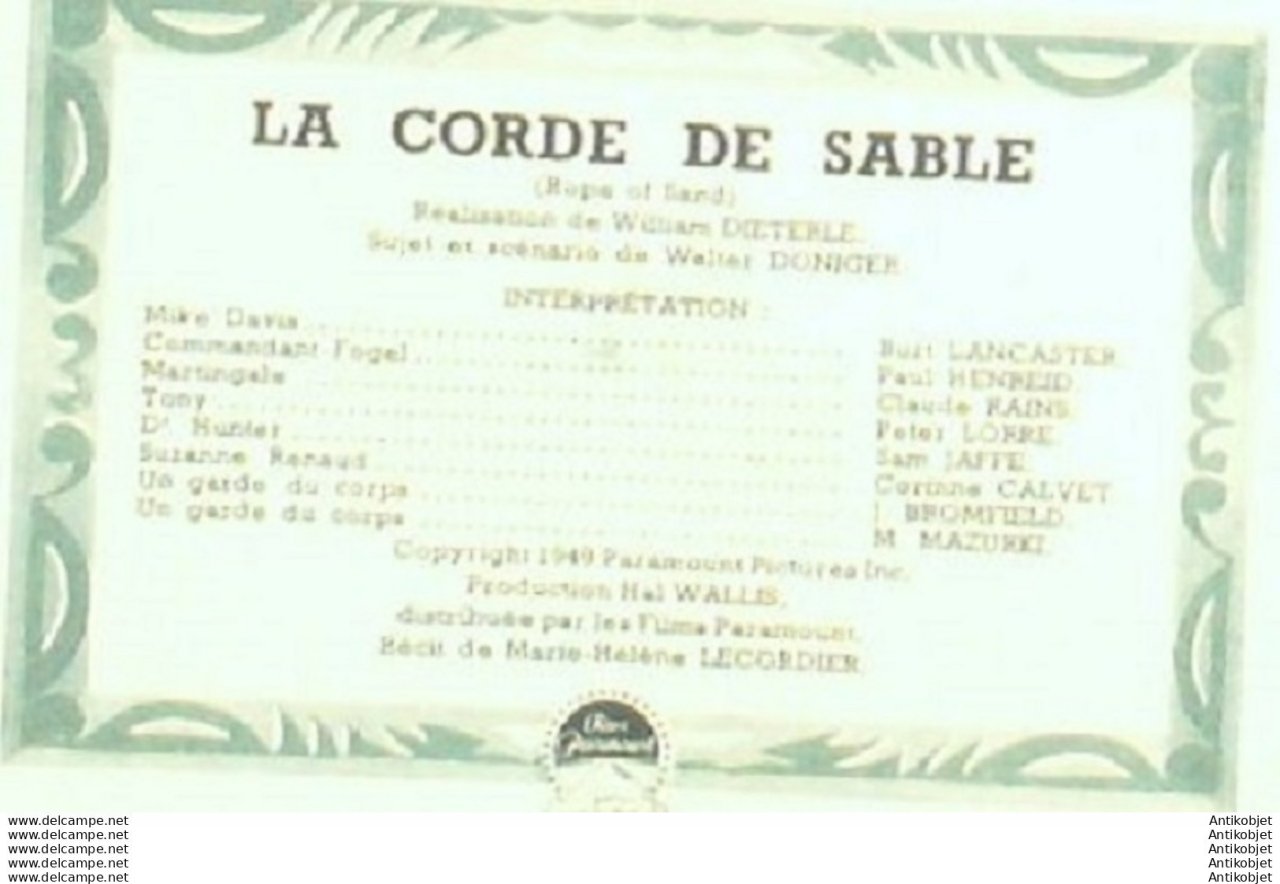 LA CORDE DE SABLE
(Rope of Sand)
Réalisation de William DIETERLE.
Sujet et scénario de Walter DONIGER.
INTERPRÉTATION :
Mike Davis ........ Burt LANCASTER.
Commandant Fogel ........ Paul HENREID.
Martingale ........ Claude RAINS.
Tony ........ Peter LORRE.
Dr Hunter ........ Sam JAFFE.
Suzanne Renaud ........ Corinne CALVET.
Un garde du corps ........ J. BROMFIELD.
Un garde du corps ........ M. MAZURKI.
Copyright 1949 Paramount Pictures Inc.
Production Hal WALLIS,
distribuée par les Films Paramount.
Récit de Marie-Hélène LECORDIER.
Paramount
www.delcampe.net
www.delcampe.net
www.delcampe.net
www.delcampe.net
www.delcampe.net
Antikobjet
Antikobjet
Antikobjet
Antikobjet
Antikobjet